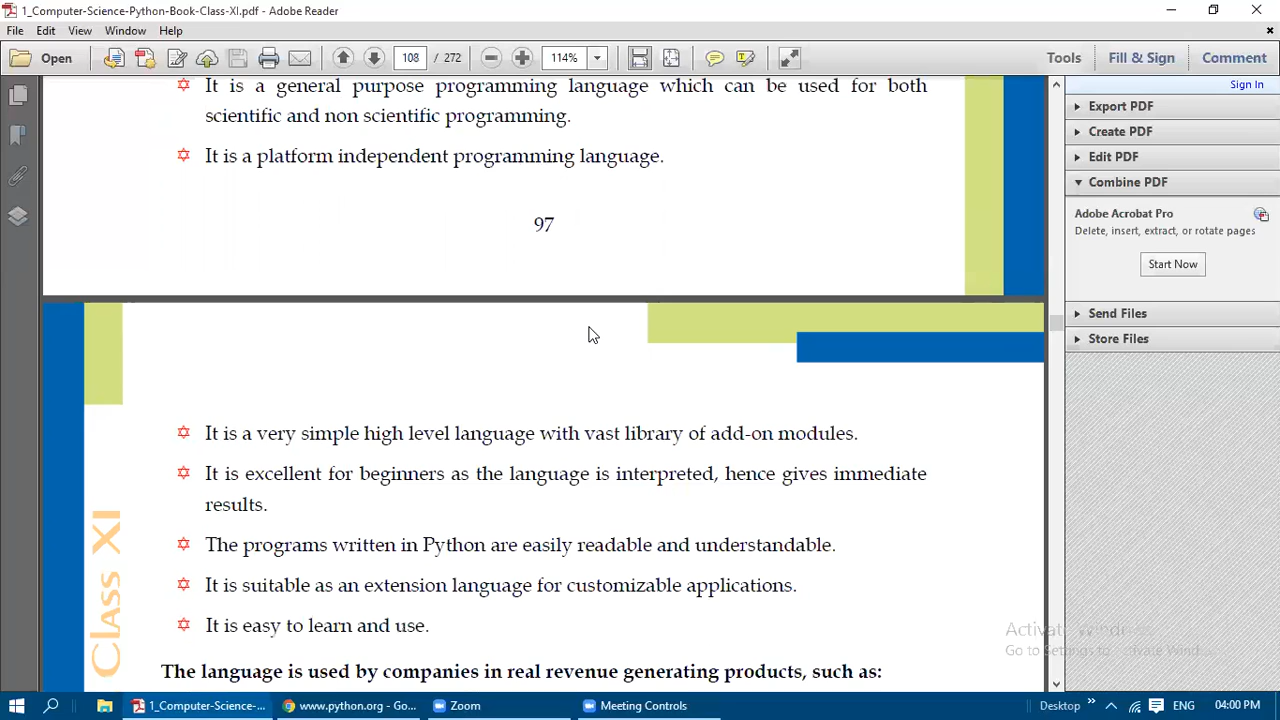 1_Computer-Science-Python-Book-Class-XI.pdf - Adobe Reader
File Edit View Window Help
Open 108 / 272 114% Tools Fill & Sign Comment
Sign In
Export PDF
Create PDF
Edit PDF
Combine PDF
Adobe Acrobat Pro
Delete, insert, extract, or rotate pages
Start Now
Send Files
Store Files
It is a general purpose programming language which can be used for both
scientific and non scientific programming.
It is a platform independent programming language.
97
Class XI
It is a very simple high level language with vast library of add-on modules.
It is excellent for beginners as the language is interpreted, hence gives immediate
results.
The programs written in Python are easily readable and understandable.
It is suitable as an extension language for customizable applications.
It is easy to learn and use.
The language is used by companies in real revenue generating products, such as:
Activate Windows
Go to Settings to Activate Wind...
1_Computer-Science-... www.python.org - Go... Zoom Meeting Controls Desktop » ENG 04:00 PM